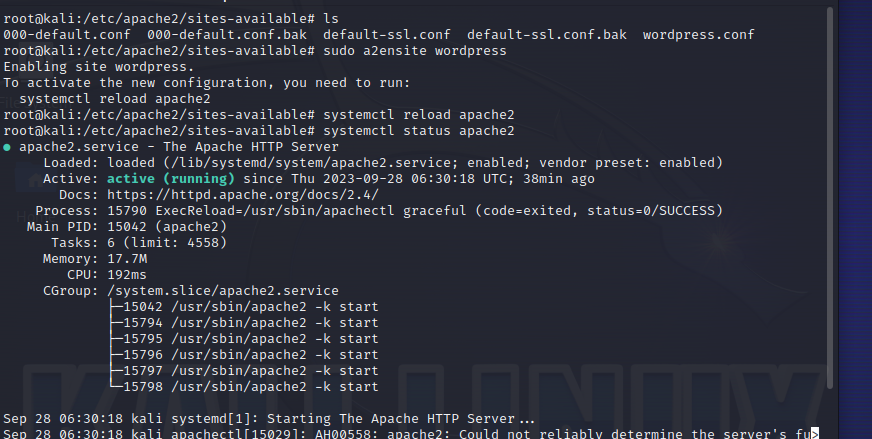 root@kali:/etc/apache2/sites-available# ls
000-default.conf  000-default.conf.bak  default-ssl.conf  default-ssl.conf.bak  wordpress.conf
root@kali:/etc/apache2/sites-available# sudo a2ensite wordpress
Enabling site wordpress.
To activate the new configuration, you need to run:
  systemctl reload apache2
root@kali:/etc/apache2/sites-available# systemctl reload apache2
root@kali:/etc/apache2/sites-available# systemctl status apache2
● apache2.service - The Apache HTTP Server
     Loaded: loaded (/lib/systemd/system/apache2.service; enabled; vendor preset: enabled)
     Active: active (running) since Thu 2023-09-28 06:30:18 UTC; 38min ago
       Docs: https://httpd.apache.org/docs/2.4/
    Process: 15790 ExecReload=/usr/sbin/apachectl graceful (code=exited, status=0/SUCCESS)
   Main PID: 15042 (apache2)
      Tasks: 6 (limit: 4558)
     Memory: 17.7M
        CPU: 192ms
     CGroup: /system.slice/apache2.service
             ├─15042 /usr/sbin/apache2 -k start
             ├─15794 /usr/sbin/apache2 -k start
             ├─15795 /usr/sbin/apache2 -k start
             ├─15796 /usr/sbin/apache2 -k start
             ├─15797 /usr/sbin/apache2 -k start
             └─15798 /usr/sbin/apache2 -k start
Sep 28 06:30:18 kali systemd[1]: Starting The Apache HTTP Server...
Sep 28 06:30:18 kali apachectl[15029]: AH00558: apache2: Could not reliably determine the server's fu>